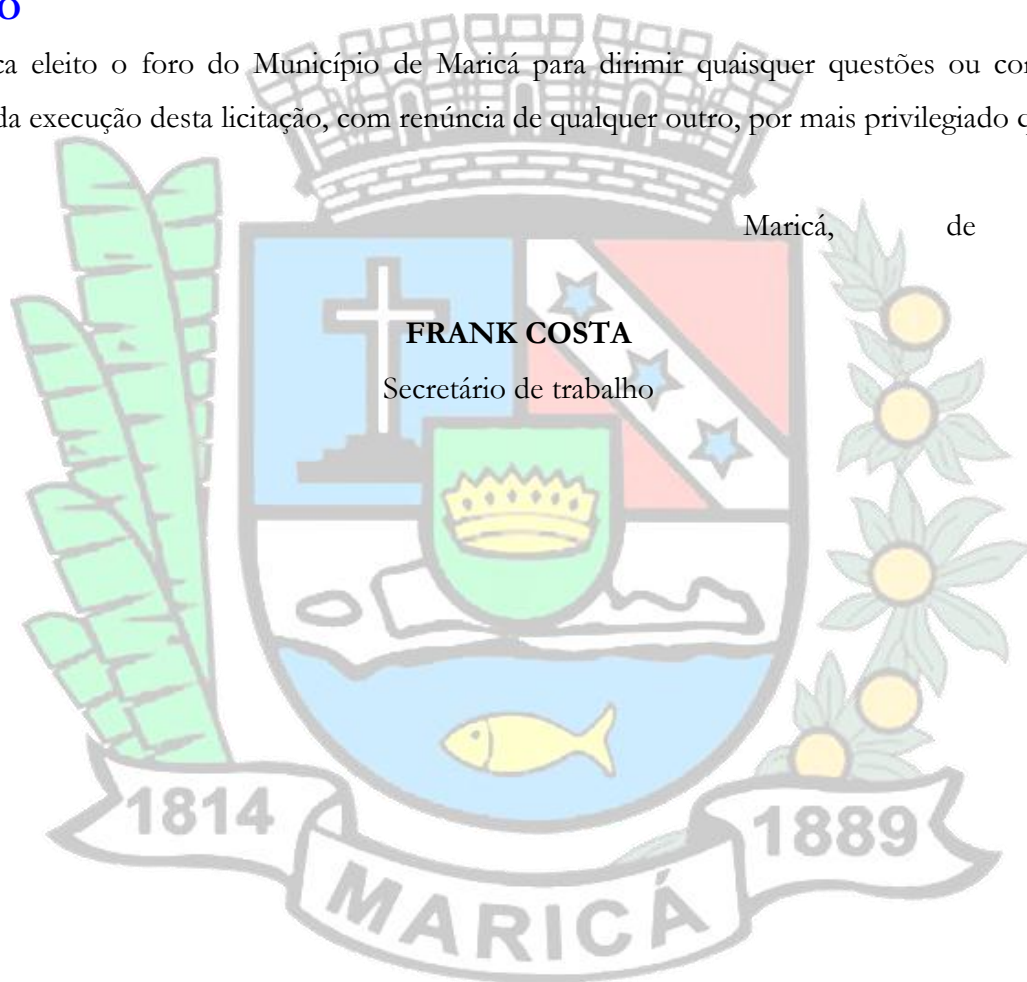 O
ca eleito o foro do Município de Maricá para dirimir quaisquer questões ou con
da execução desta licitação, com renúncia de qualquer outro, por mais privilegiado q
Maricá, de
FRANK COSTA
Secretário de trabalho
1814 1889
MARICÁ